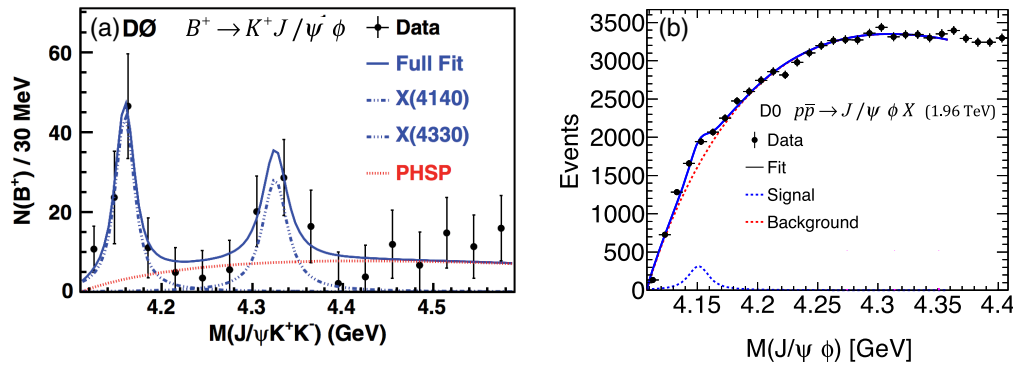 (a) DØ B⁺ → K⁺ J/ψ ϕ
Data
Full Fit
X(4140)
X(4330)
PHSP
N(B⁺) / 30 MeV
60
40
20
0
4.2 4.3 4.4 4.5
M(J/ψK⁺K⁻) (GeV)
(b)
D0 pp̅ → J/ψ ϕ X (1.96 TeV)
Data
Fit
Signal
Background
Events
3500
3000
2500
2000
1500
1000
500
0
4.15 4.2 4.25 4.3 4.35 4.4
M(J/ψ ϕ) [GeV]